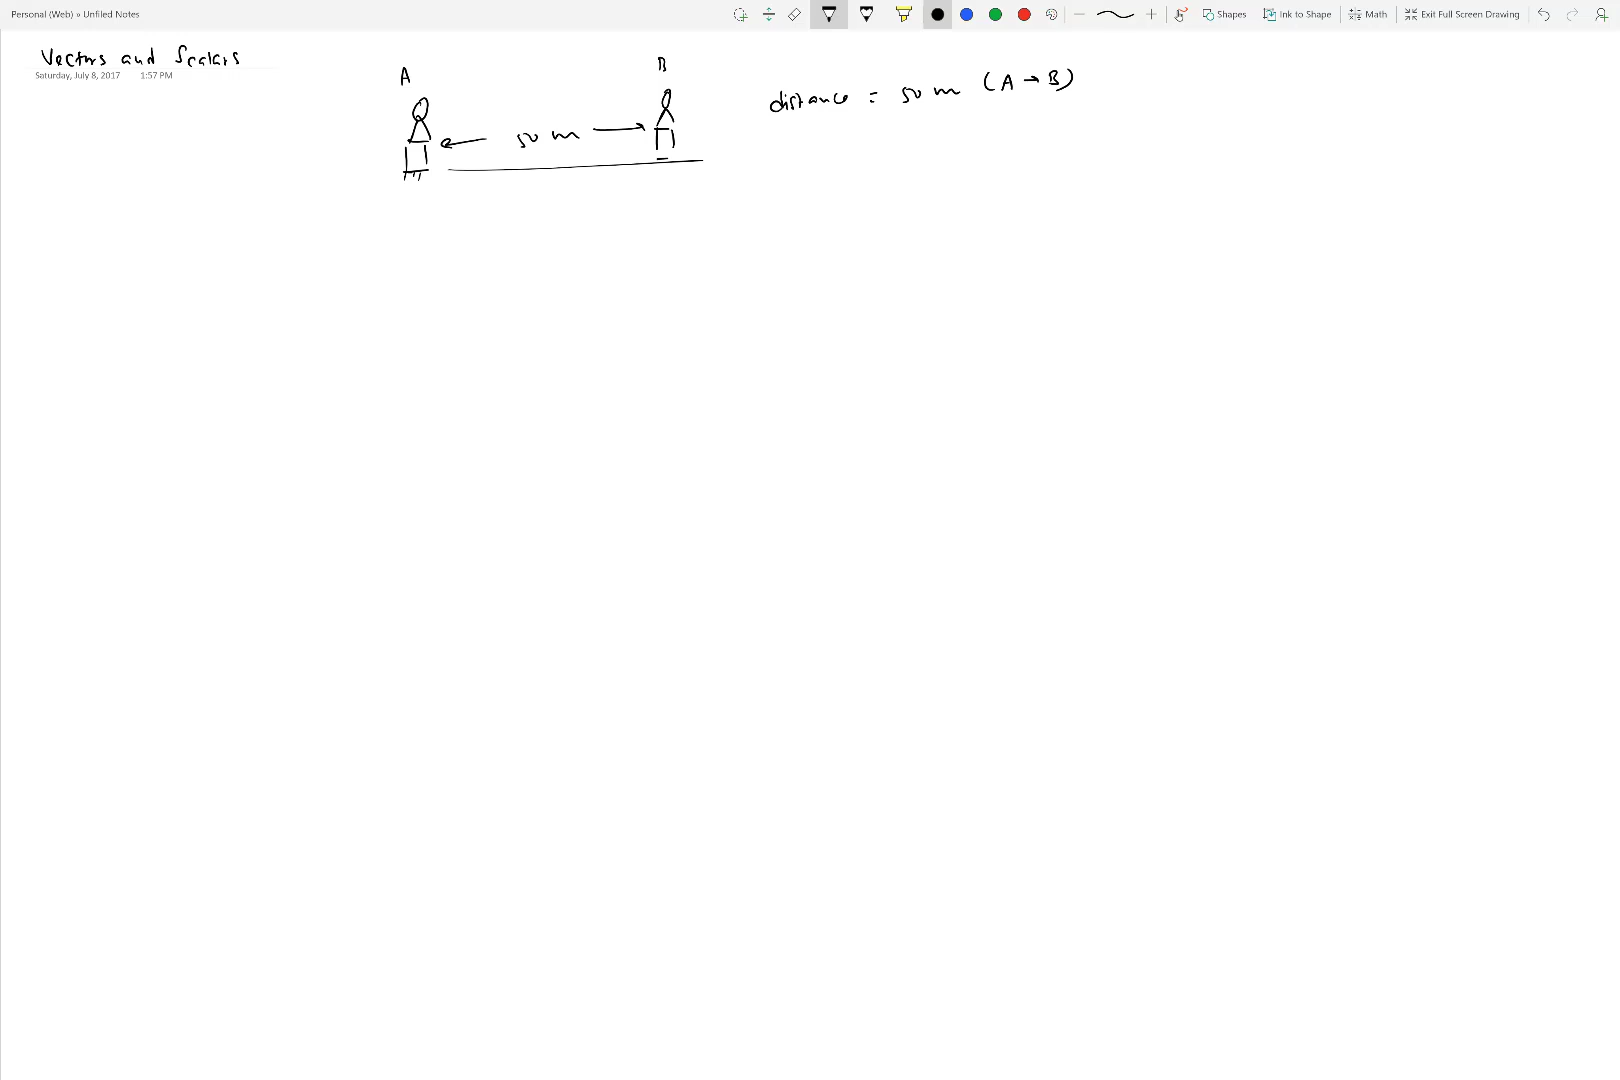 Personal (Web) » Unfiled Notes
Shapes
Ink to Shape
Math
Exit Full Screen Drawing
Vectors and Scalars
Saturday, July 8, 2017 1:57 PM
A
B
50 m
distance = 50 m (A → B)